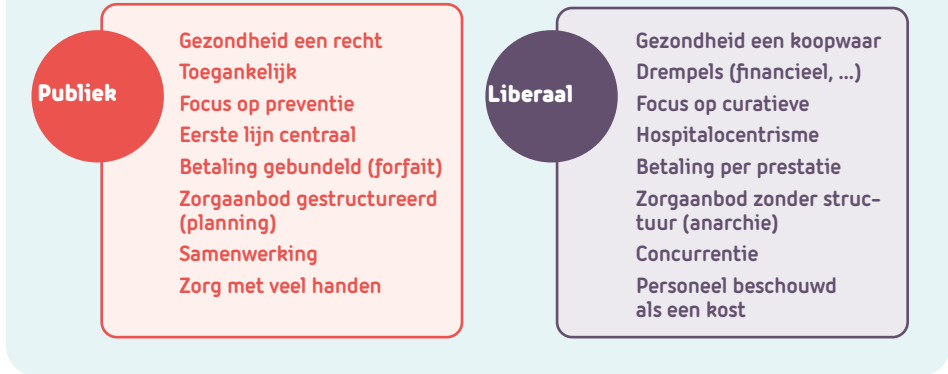 Publiek
Gezondheid een recht
Toegankelijk
Focus op preventie
Eerste lijn centraal
Betaling gebundeld (forfait)
Zorgaanbod gestructureerd
(planning)
Samenwerking
Zorg met veel handen
Liberaal
Gezondheid een koopwaar
Drempels (financieel, ...)
Focus op curatieve
Hospitalocentrisme
Betaling per prestatie
Zorgaanbod zonder struc-
tuur (anarchie)
Concurrentie
Personeel beschouwd
als een kost